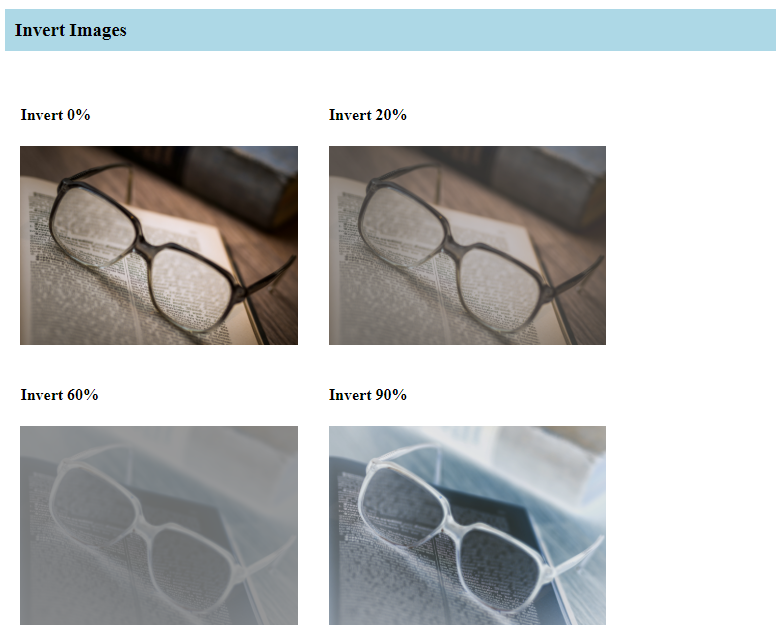 Invert Images
Invert 0%
Invert 20%
Invert 60%
Invert 90%